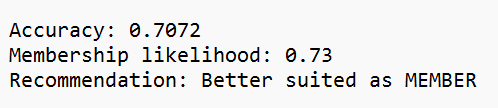 Accuracy: 0.7072
Membership likelihood: 0.73
Recommendation: Better suited as MEMBER